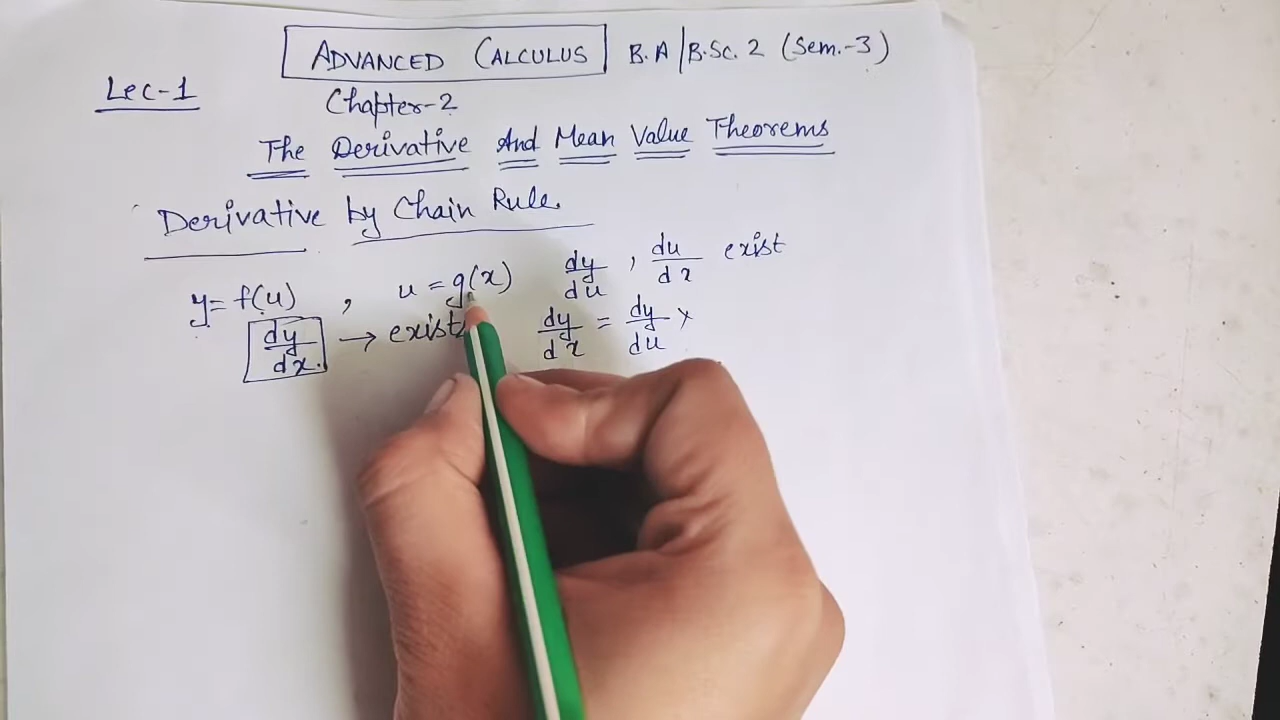 ADVANCED CALCULUS B.A/B.Sc. 2 (Sem.-3)
Lec-1
Chapter-2
The Derivative And Mean Value Theorems
Derivative by Chain Rule.
y = f(u) , u = g(x) dy/du , du/dx exist
dy/dx. → exists dy/dx = dy/du ×